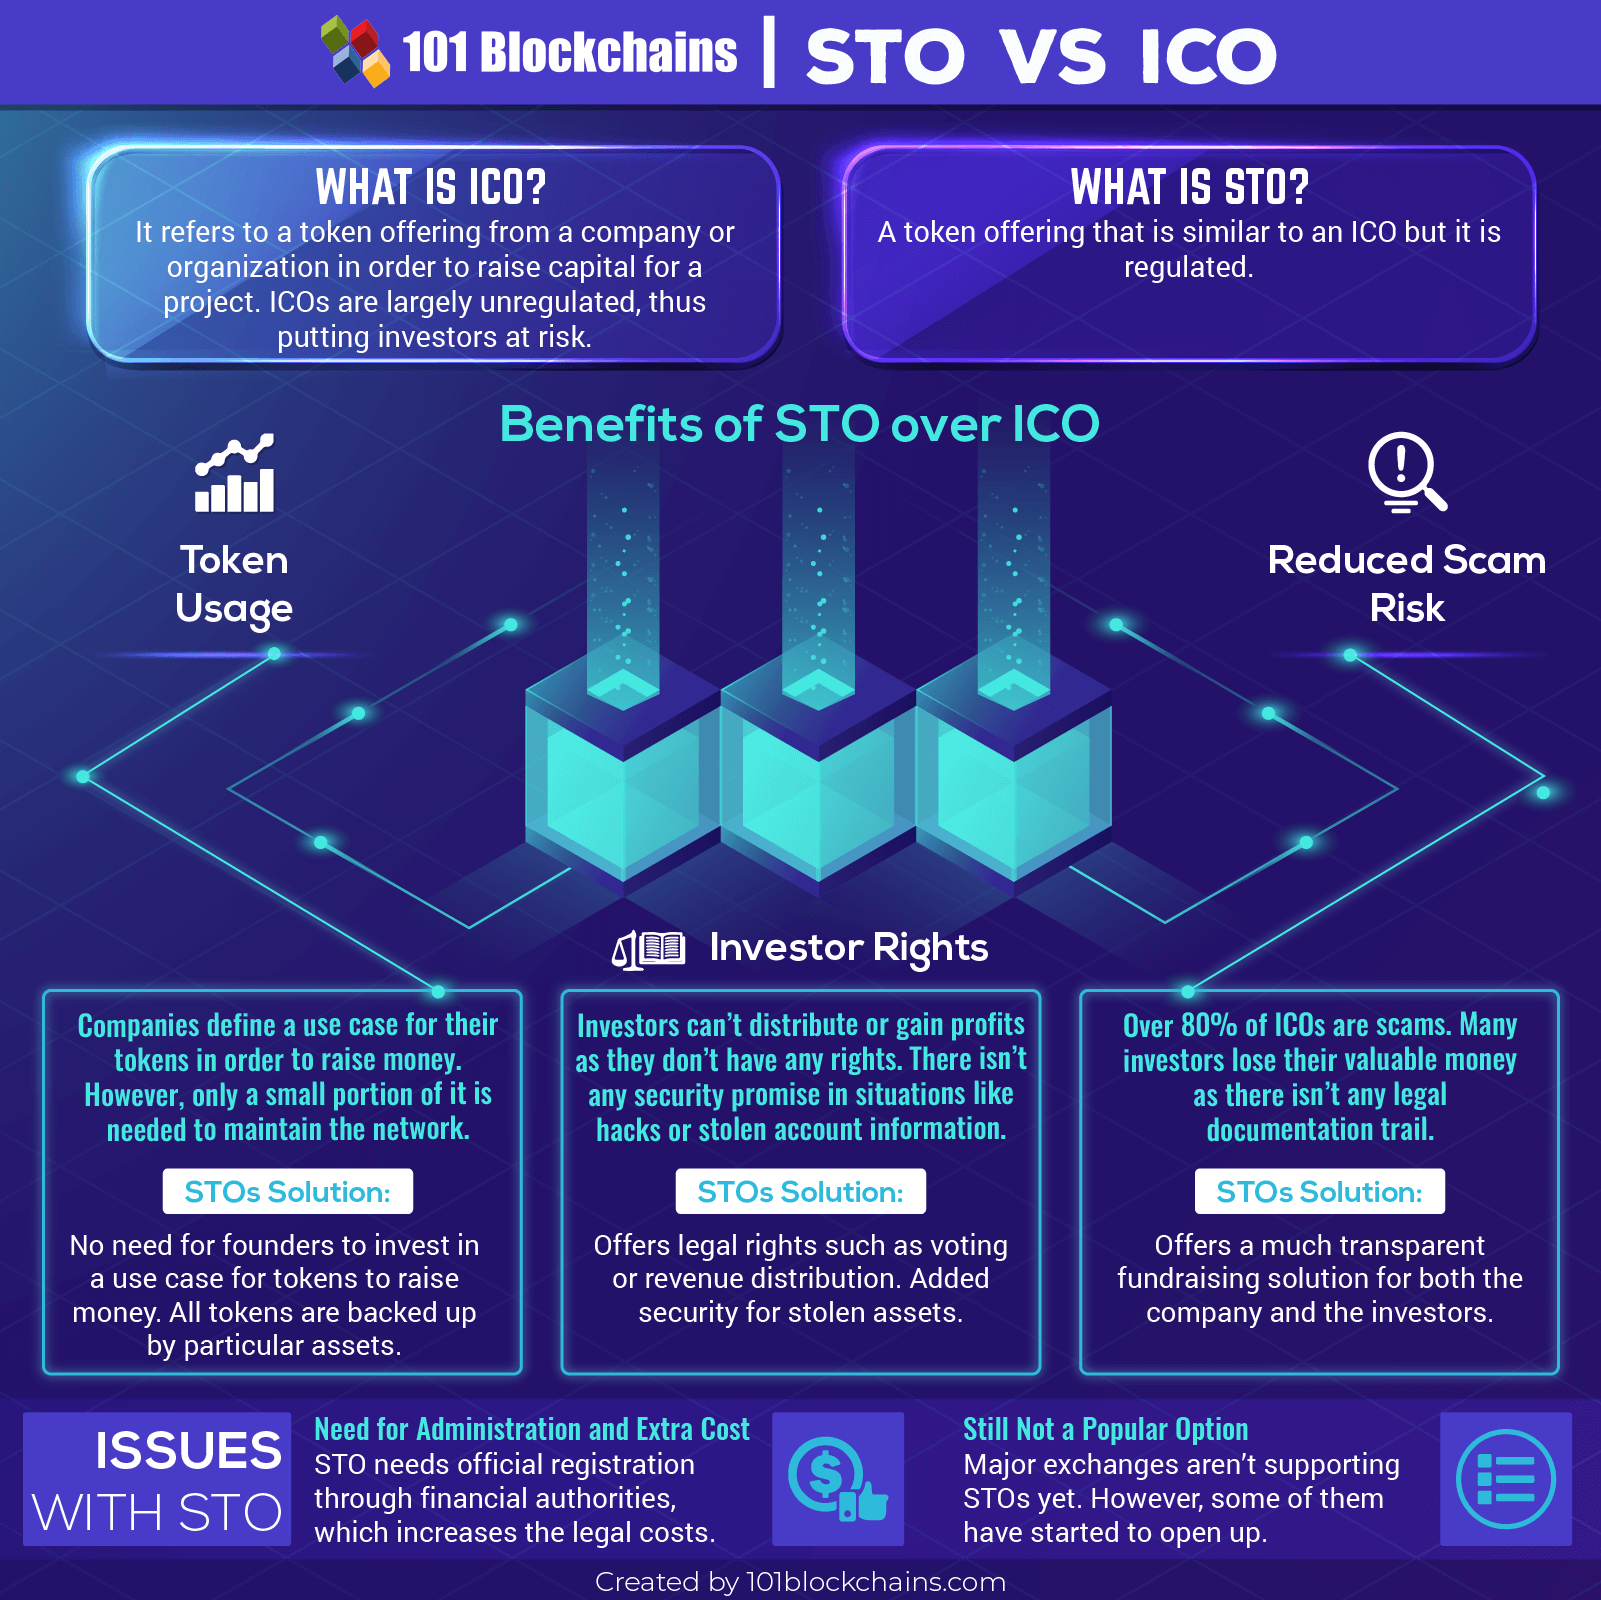 101 Blockchains | STO VS ICO
WHAT IS ICO?
It refers to a token offering from a company or
organization in order to raise capital for a
project. ICOs are largely unregulated, thus
putting investors at risk.
WHAT IS STO?
A token offering that is similar to an ICO but it is
regulated.
Benefits of STO over ICO
Token
Usage
Reduced Scam
Risk
Investor Rights
Companies define a use case for their
tokens in order to raise money.
However, only a small portion of it is
needed to maintain the network.
STOs Solution:
No need for founders to invest in
a use case for tokens to raise
money. All tokens are backed up
by particular assets.
Investors can't distribute or gain profits
as they don't have any rights. There isn't
any security promise in situations like
hacks or stolen account information.
STOs Solution:
Offers legal rights such as voting
or revenue distribution. Added
security for stolen assets.
Over 80% of ICOs are scams. Many
investors lose their valuable money
as there isn't any legal
documentation trail.
STOs Solution:
Offers a much transparent
fundraising solution for both the
company and the investors.
ISSUES
WITH STO
Need for Administration and Extra Cost
STO needs official registration
through financial authorities,
which increases the legal costs.
Still Not a Popular Option
Major exchanges aren't supporting
STOs yet. However, some of them
have started to open up.
Created by 101blockchains.com